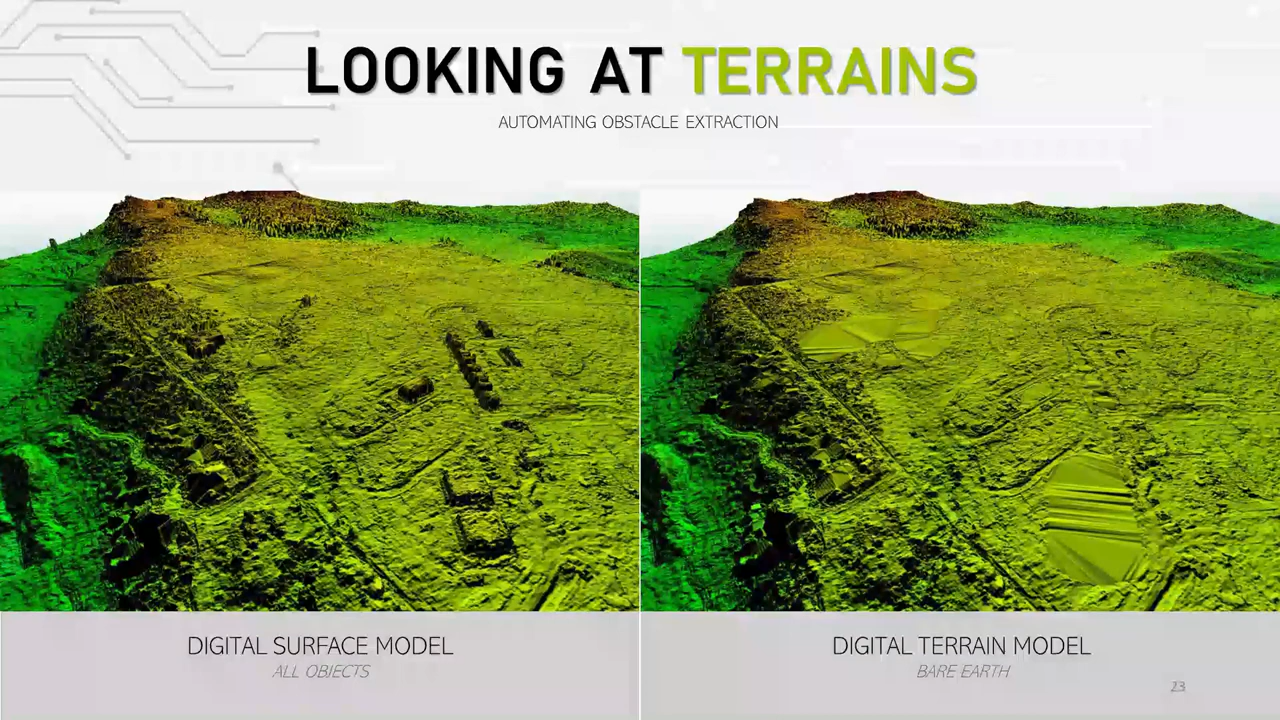 LOOKING AT TERRAINS
AUTOMATING OBSTACLE EXTRACTION
DIGITAL SURFACE MODEL
ALL OBJECTS
DIGITAL TERRAIN MODEL
BARE EARTH
23